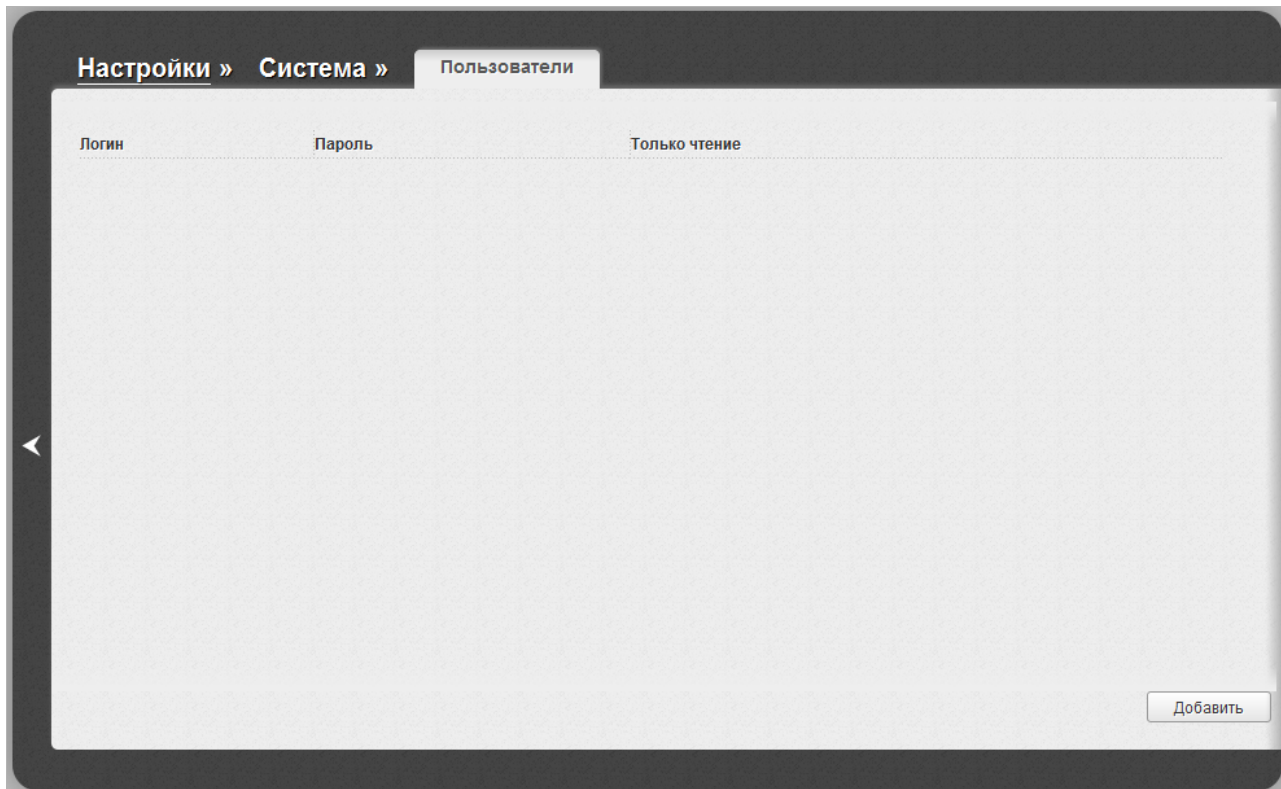 Настройки » Система » Пользователи
Логин Пароль Только чтение
Добавить